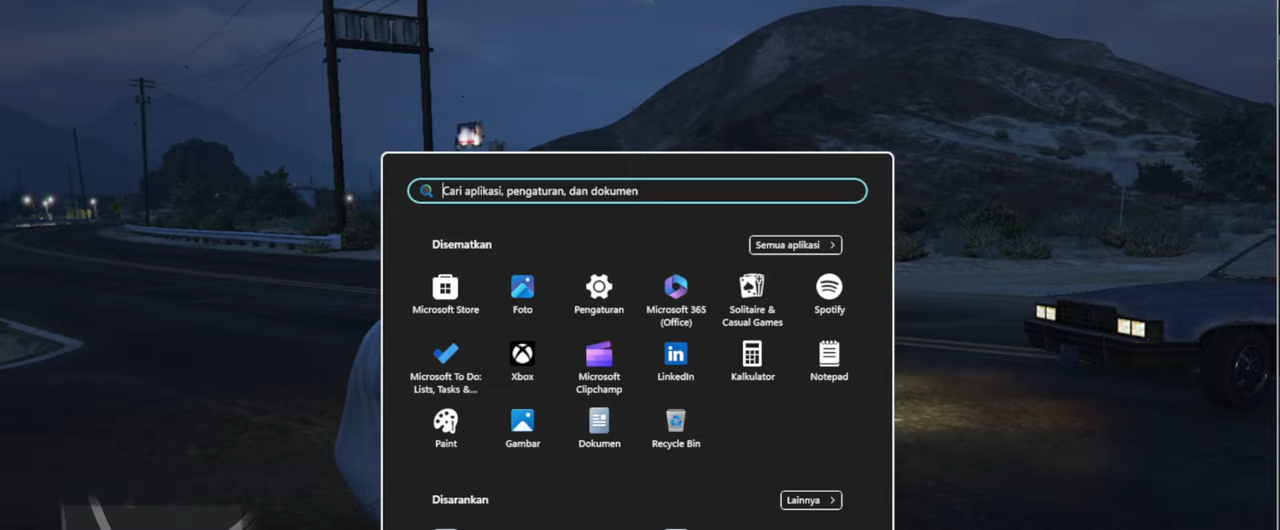 Cari aplikasi, pengaturan, dan dokumen
Disematkan
Semua aplikasi
Microsoft Store
Foto
Pengaturan
Microsoft 365
(Office)
Solitaire &
Casual Games
Spotify
Microsoft To Do:
Lists, Tasks &...
Xbox
Microsoft
Clipchamp
LinkedIn
Kalkulator
Notepad
Paint
Gambar
Dokumen
Recycle Bin
Disarankan
Lainnya